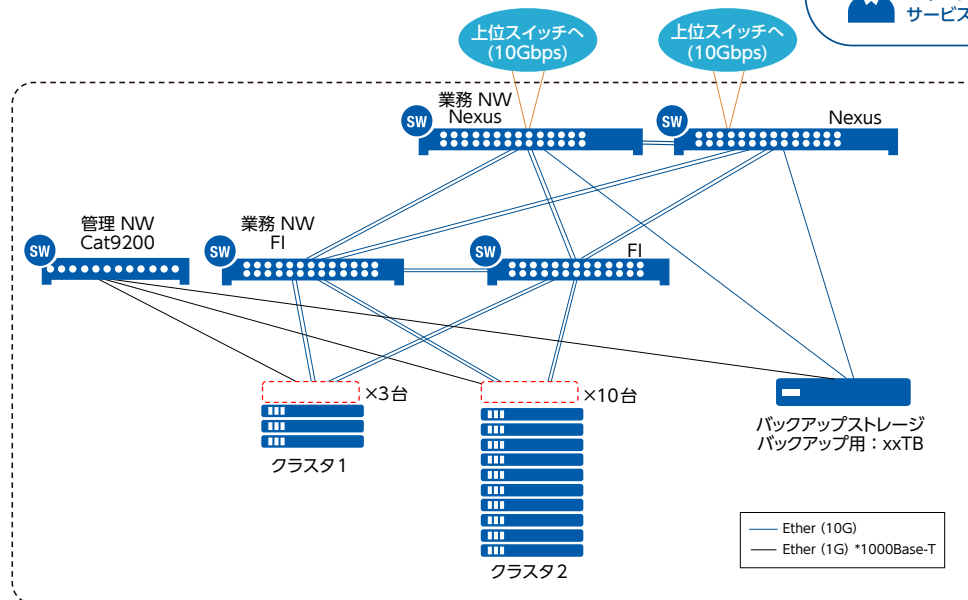 サービス
上位スイッチへ
(10Gbps)
上位スイッチへ
(10Gbps)
業務 NW
Nexus
SW
SW
Nexus
管理 NW
Cat9200
SW
業務 NW
FI
SW
SW
FI
×3台
クラスタ1
×10台
クラスタ2
バックアップストレージ
バックアップ用：xxTB
Ether (10G)
Ether (1G) *1000Base-T